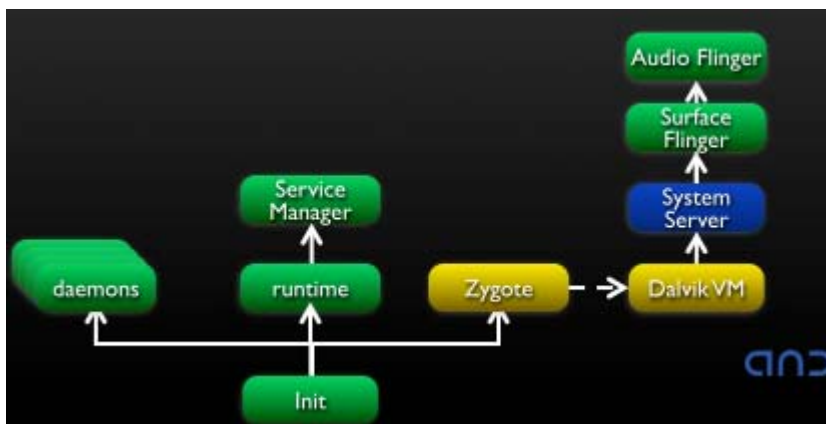 Audio Flinger
Surface
Flinger
Service
Manager
System
Server
daemons
runtime
Zygote
Dalvik VM
Init